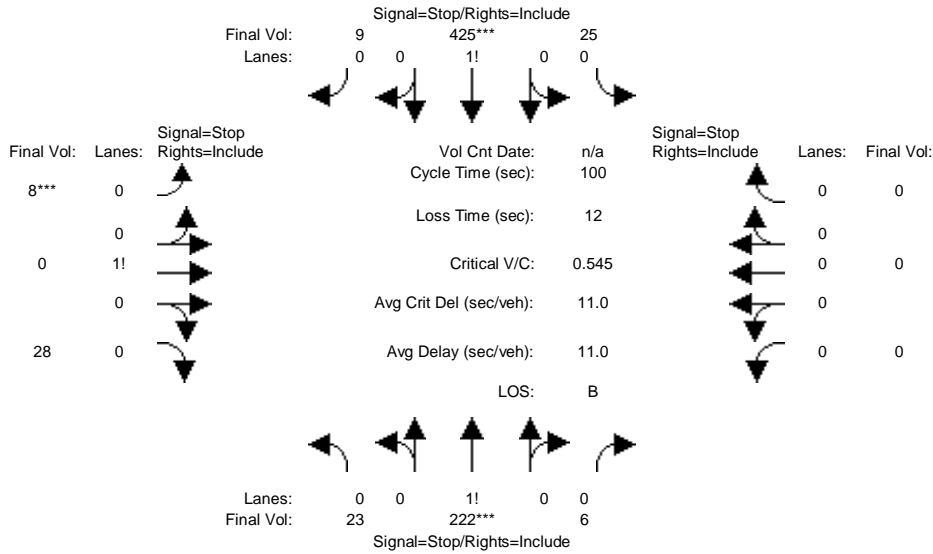 Signal=Stop/Rights=Include
Final Vol: 9 425*** 25
Lanes: 0 0 1! 0 0
Signal=Stop Signal=Stop
Final Vol: Lanes: Rights=Include Vol Cnt Date: n/a Rights=Include Lanes: Final Vol:
Cycle Time (sec): 100
8*** 0 0 0
Loss Time (sec): 12
0 0
0 1! Critical V/C: 0.545 0 0
0 Avg Crit Del (sec/veh): 11.0 0
28 0 Avg Delay (sec/veh): 11.0 0 0
LOS: B
Lanes: 0 0 1! 0 0
Final Vol: 23 222*** 6
Signal=Stop/Rights=Include